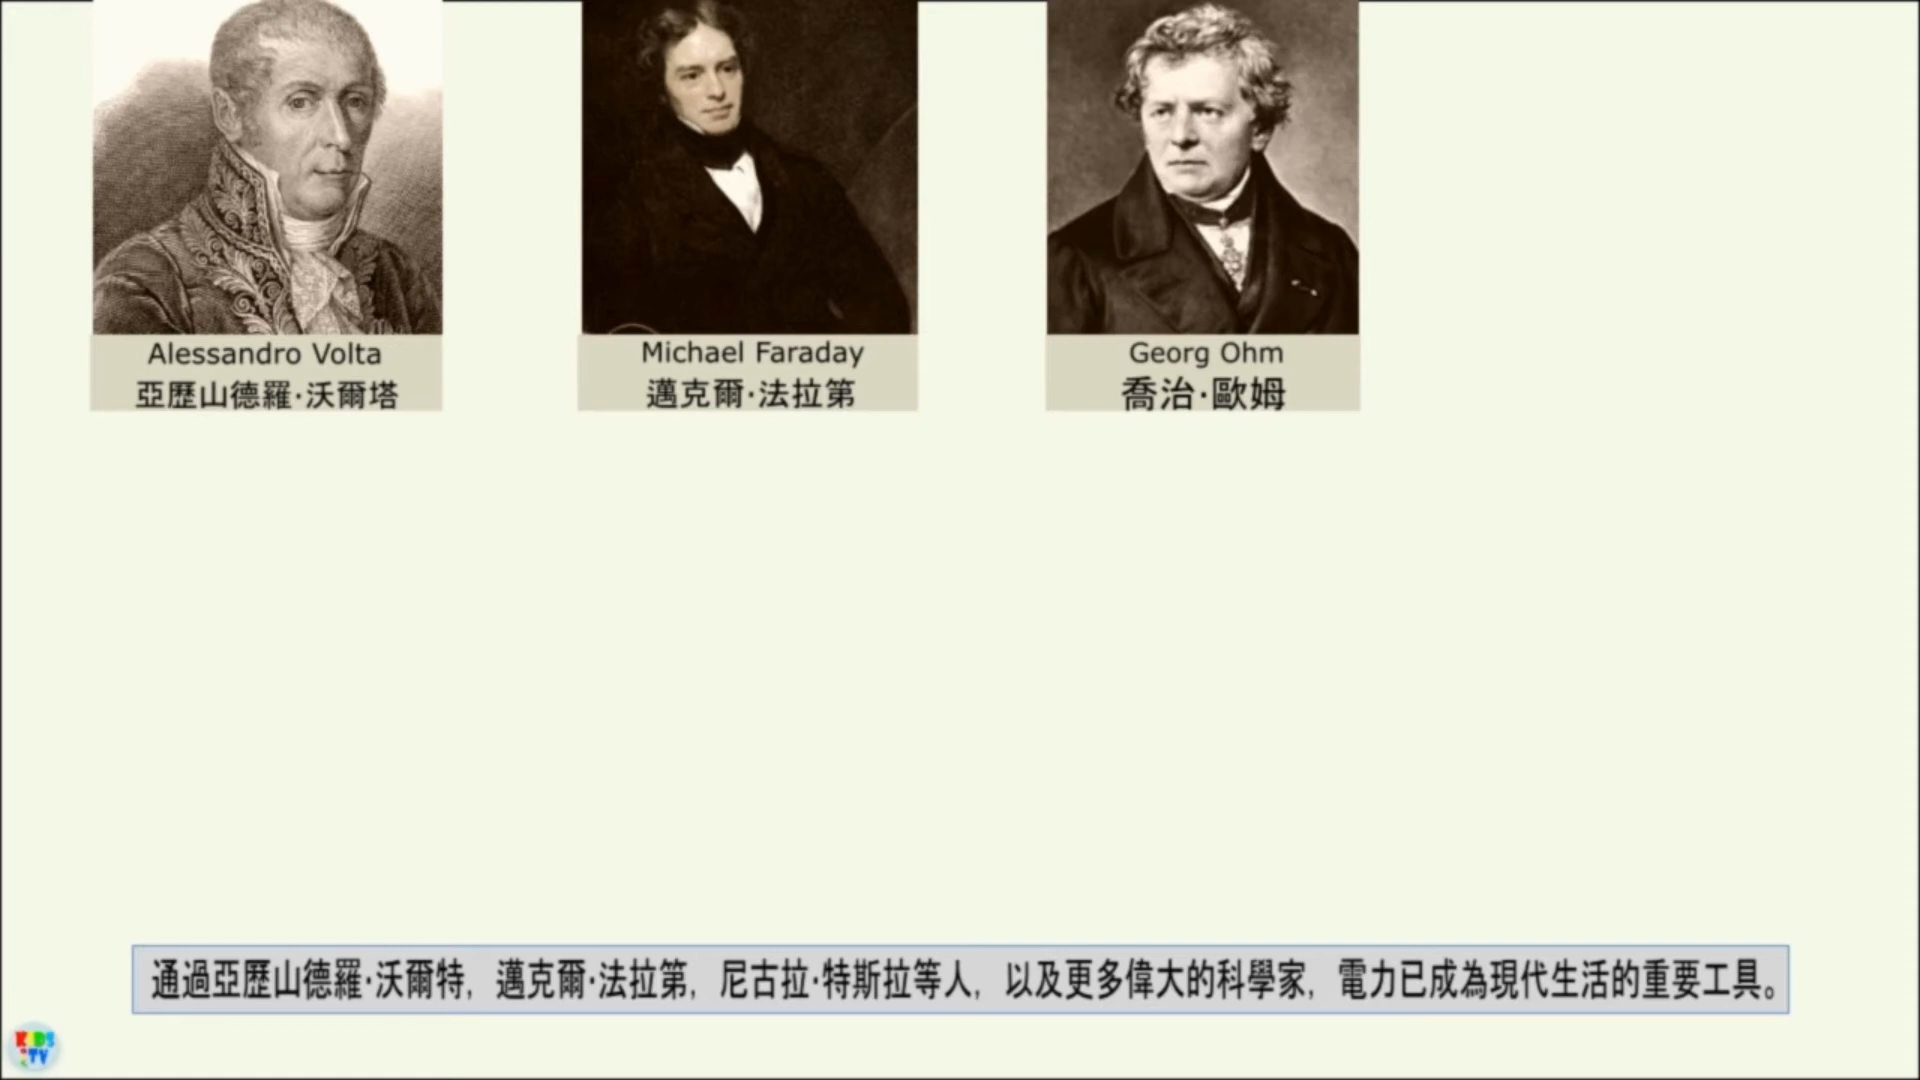 Alessandro Volta
亞歷山德羅·沃爾塔
Michael Faraday
邁克爾·法拉第
Georg Ohm
喬治·歐姆
通過亞歷山德羅·沃爾特, 邁克爾·法拉第, 尼古拉·特斯拉等人, 以及更多偉大的科學家, 電力已成為現代生活的重要工具。
KiDS
TV